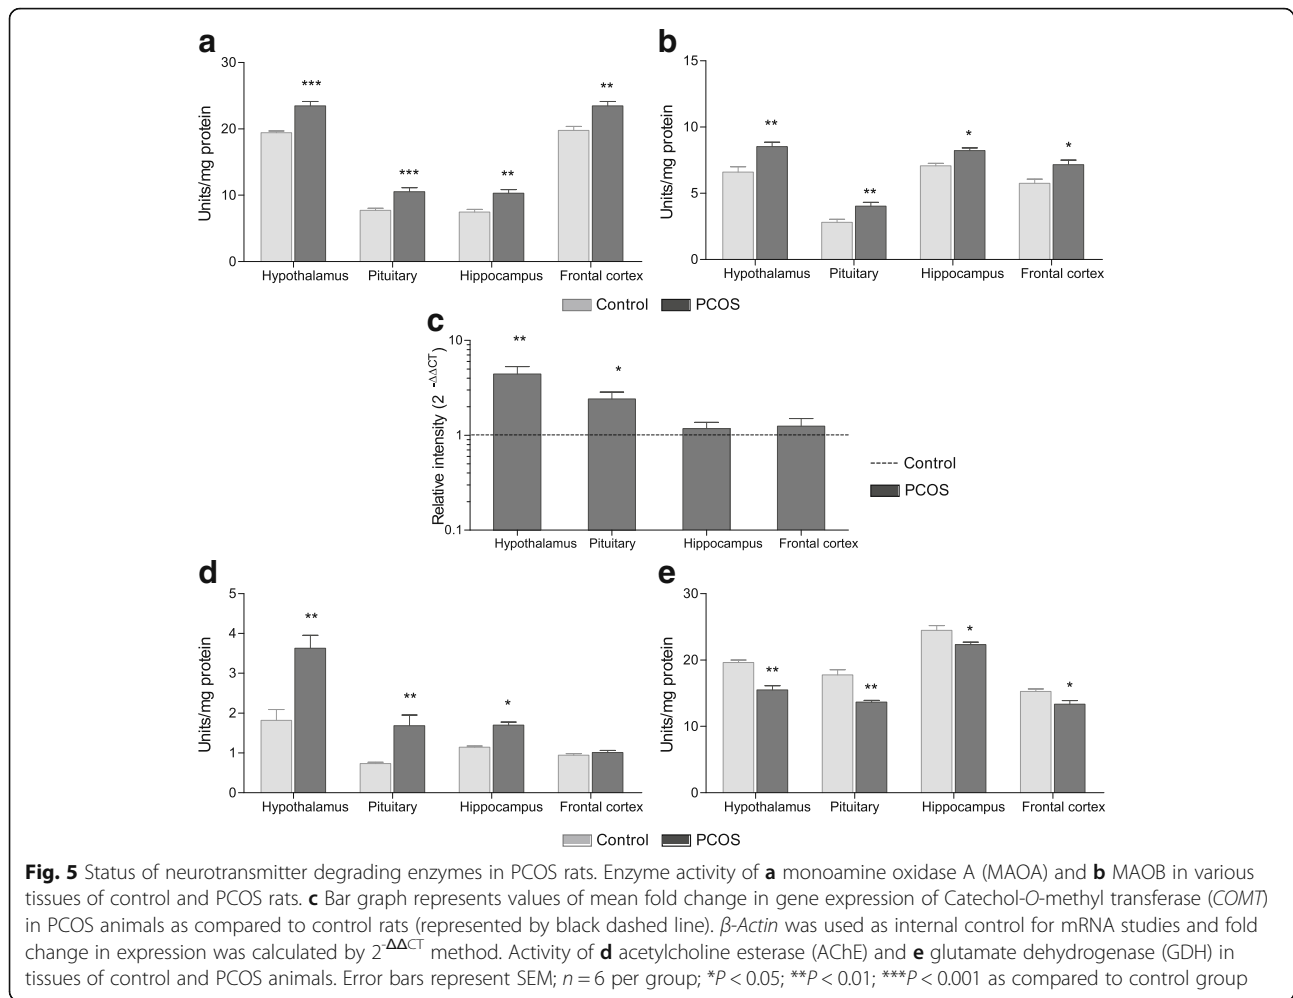 a
30
20
10
0
Units/mg protein
***
***
**
**
Hypothalamus Pituitary Hippocampus Frontal cortex
b
15
10
5
0
Units/mg protein
**
**
*
*
Hypothalamus Pituitary Hippocampus Frontal cortex
Control PCOS
c
10
1
0.1
Relative intensity (2 -ΔΔCT)
**
*
Hypothalamus Pituitary Hippocampus Frontal cortex
Control
PCOS
d
5
4
3
2
1
0
Units/mg protein
**
**
*
Hypothalamus Pituitary Hippocampus Frontal cortex
e
30
20
10
0
Units/mg protein
**
**
*
*
Hypothalamus Pituitary Hippocampus Frontal cortex
Control PCOS
Fig. 5 Status of neurotransmitter degrading enzymes in PCOS rats. Enzyme activity of a monoamine oxidase A (MAOA) and b MAOB in various
tissues of control and PCOS rats. c Bar graph represents values of mean fold change in gene expression of Catechol-O-methyl transferase (COMT)
in PCOS animals as compared to control rats (represented by black dashed line). β-Actin was used as internal control for mRNA studies and fold
change in expression was calculated by 2-ΔΔCT method. Activity of d acetylcholine esterase (AChE) and e glutamate dehydrogenase (GDH) in
tissues of control and PCOS animals. Error bars represent SEM; n = 6 per group; *P < 0.05; **P < 0.01; ***P < 0.001 as compared to control group